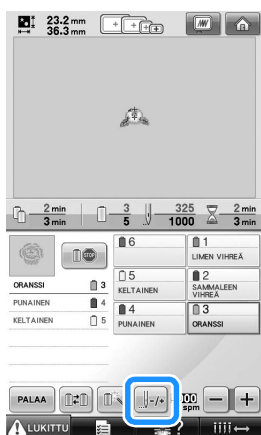 23.2 mm
36.3 mm
2 min
3 min
3
5
325
1000
2 min
3 min
6
1
LIMEN VIHREÄ
STOP
5
KELTAINEN
2
SAMMALEEN
VIHREÄ
ORANSSI 3
PUNAINEN 4
KELTAINEN 5
4
PUNAINEN
3
ORANSSI
PALAA
-/+
spm
- +
LUKITTU
?